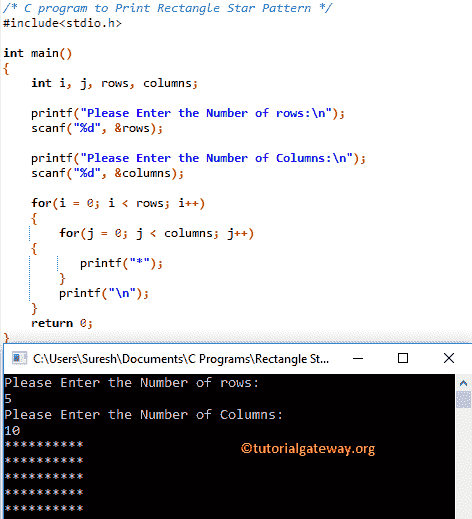 /* C program to Print Rectangle Star Pattern */
#include<stdio.h>

int main()
{
    int i, j, rows, columns;

    printf("Please Enter the Number of rows:\n");
    scanf("%d", &rows);

    printf("Please Enter the Number of Columns:\n");
    scanf("%d", &columns);

    for(i = 0; i < rows; i++)
    {
        for(j = 0; j < columns; j++)
    {
           printf("*");
        }
        printf("\n");
    }
    return 0;
}
C:\Users\Suresh\Documents\C Programs\Rectangle St...
Please Enter the Number of rows:
5
Please Enter the Number of Columns:
10
**********
©tutorialgateway.org
**********
**********
**********
**********